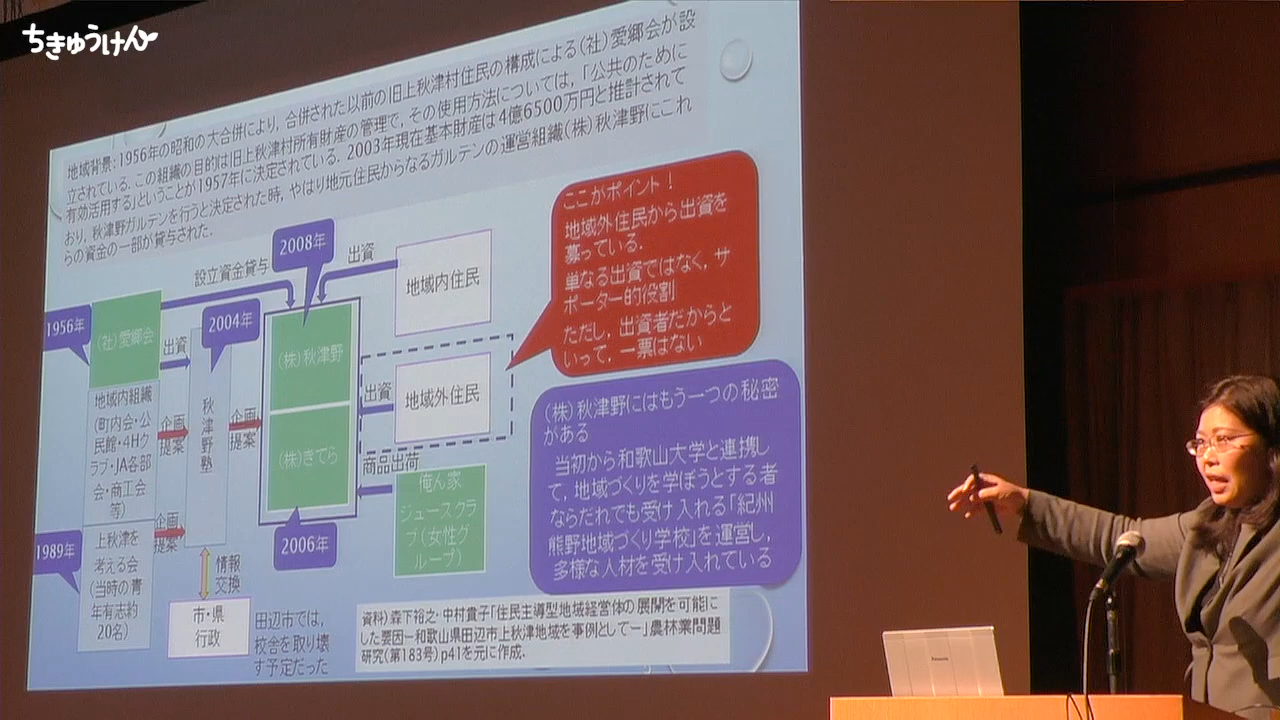 ちきゅうけん
地域背景：1956年の昭和の大合併により，合併された以前の旧上秋津村住民の構成による（社）愛郷会が設
立されている．この組織の目的は旧上秋津村所有財産の管理で，その使用方法については，「公共のために
有効活用する」ということが1957年に決定されている．2003年現在基本財産は4億6500万円と推計されて
おり，秋津野ガルテンを行うと決定された時，やはり地元住民からなるガルテンの運営組織（株）秋津野にこれ
らの資金の一部が貸与された．
1956年
（社）愛郷会
設立資金貸与
2008年
出資
地域内住民
2004年
出資
（株）秋津野
地域内組織
（町内会・公
民館・4Hク
ラブ・JA各部
会・商工会
等）
企画
提案
秋津野塾
企画
提案
出資
地域外住民
（株）きてら
商品出荷
俺ん家
ジュースクラ
ブ（女性グ
ループ）
2006年
1989年
上秋津を
考える会
（当時の青
年有志約
20名）
企画
提案
情報
交換
市・県
行政
田辺市では，
校舎を取り壊
す予定だった
ここがポイント！
地域外住民から出資を
募っている．
単なる出資ではなく，サ
ポーター的役割
ただし，出資者だからと
いって，一票はない
（株）秋津野にはもう一つの秘密
がある
当初から和歌山大学と連携し
て，地域づくりを学ぼうとする者
ならだれでも受け入れる「紀州
熊野地域づくり学校」を運営し，
多様な人材を受け入れている
資料）森下裕之・中村貴子「住民主導型地域経営体の展開を可能に
した要因ー和歌山県田辺市上秋津地域を事例としてー」農林業問題
研究（第183号）p41を元に作成．